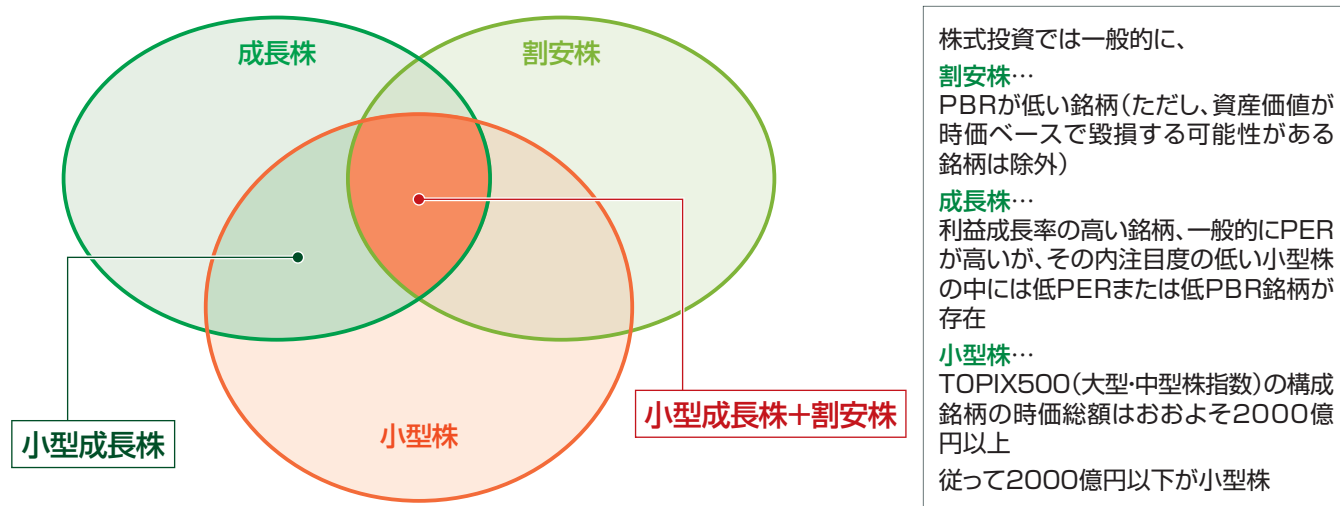 成長株
割安株
小型成長株
小型株
小型成長株+割安株
株式投資では一般的に、
割安株…
PBRが低い銘柄(ただし、資産価値が
時価ベースで毀損する可能性がある
銘柄は除外)
成長株…
利益成長率の高い銘柄、一般的にPER
が高いが、その内注目度の低い小型株
の中には低PERまたは低PBR銘柄が
存在
小型株…
TOPIX500(大型・中型株指数)の構成
銘柄の時価総額はおおよそ2000億
円以上
従って2000億円以下が小型株